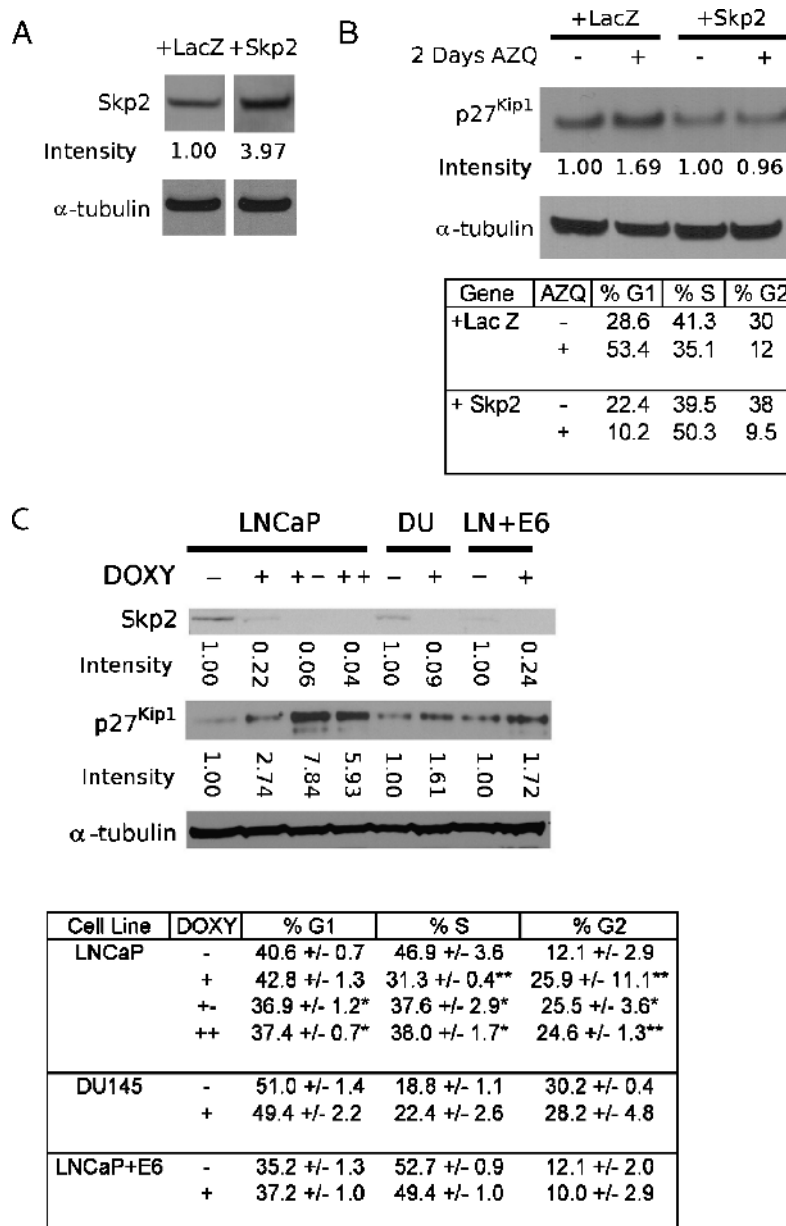 A
+LacZ +Skp2
Skp2
Intensity 1.00 3.97
α-tubulin
B
+LacZ +Skp2
2 Days AZQ - + - +
p27Kip1
Intensity 1.00 1.69 1.00 0.96
α-tubulin
Gene AZQ % G1 % S % G2
+Lac Z - 28.6 41.3 30
+ 53.4 35.1 12
+ Skp2 - 22.4 39.5 38
+ 10.2 50.3 9.5
C
LNCaP DU LN+E6
DOXY − + + − + + − + − +
Skp2
Intensity 1.00 0.22 0.06 0.04 1.00 0.09 1.00 0.24
p27Kip1
Intensity 1.00 2.74 7.84 5.93 1.00 1.61 1.00 1.72
α-tubulin
Cell Line DOXY % G1 % S % G2
LNCaP - 40.6 +/- 0.7 46.9 +/- 3.6 12.1 +/- 2.9
+ 42.8 +/- 1.3 31.3 +/- 0.4** 25.9 +/- 11.1**
+- 36.9 +/- 1.2* 37.6 +/- 2.9* 25.5 +/- 3.6*
++ 37.4 +/- 0.7* 38.0 +/- 1.7* 24.6 +/- 1.3**
DU145 - 51.0 +/- 1.4 18.8 +/- 1.1 30.2 +/- 0.4
+ 49.4 +/- 2.2 22.4 +/- 2.6 28.2 +/- 4.8
LNCaP+E6 - 35.2 +/- 1.3 52.7 +/- 0.9 12.1 +/- 2.0
+ 37.2 +/- 1.0 49.4 +/- 1.0 10.0 +/- 2.9